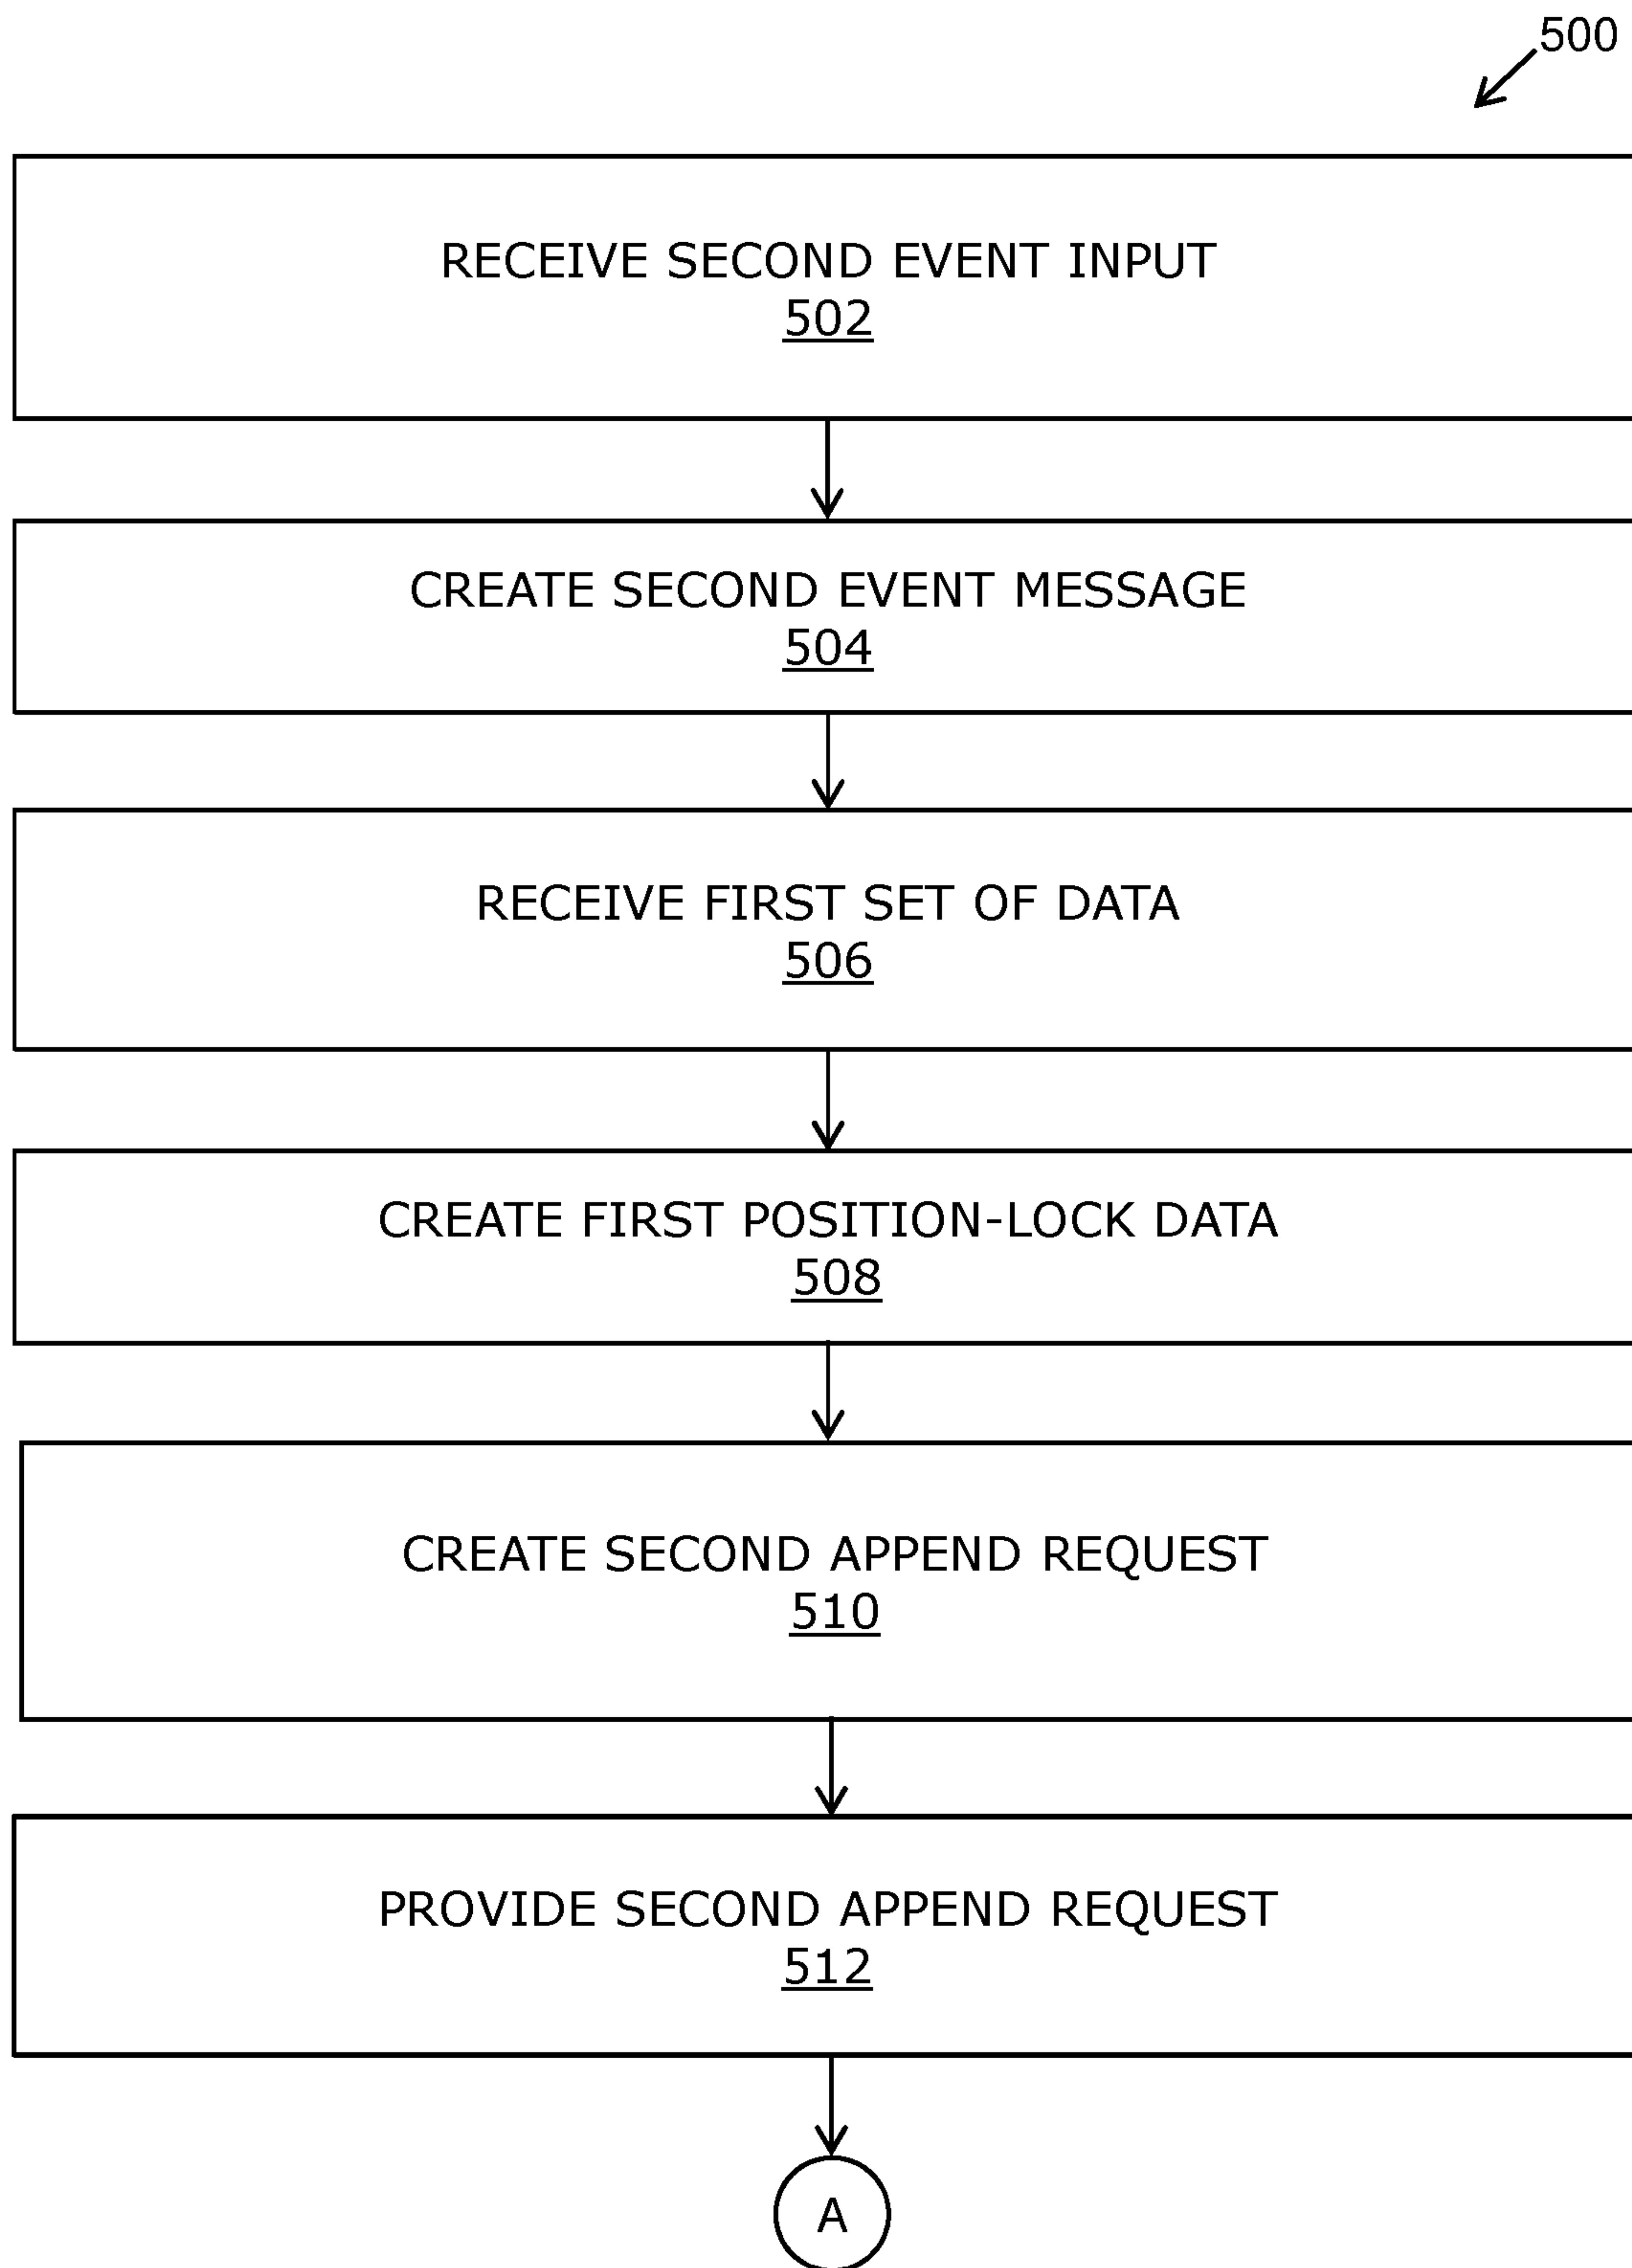 500
RECEIVE SECOND EVENT INPUT
502
CREATE SECOND EVENT MESSAGE
504
RECEIVE FIRST SET OF DATA
506
CREATE FIRST POSITION-LOCK DATA
508
CREATE SECOND APPEND REQUEST
510
PROVIDE SECOND APPEND REQUEST
512
A